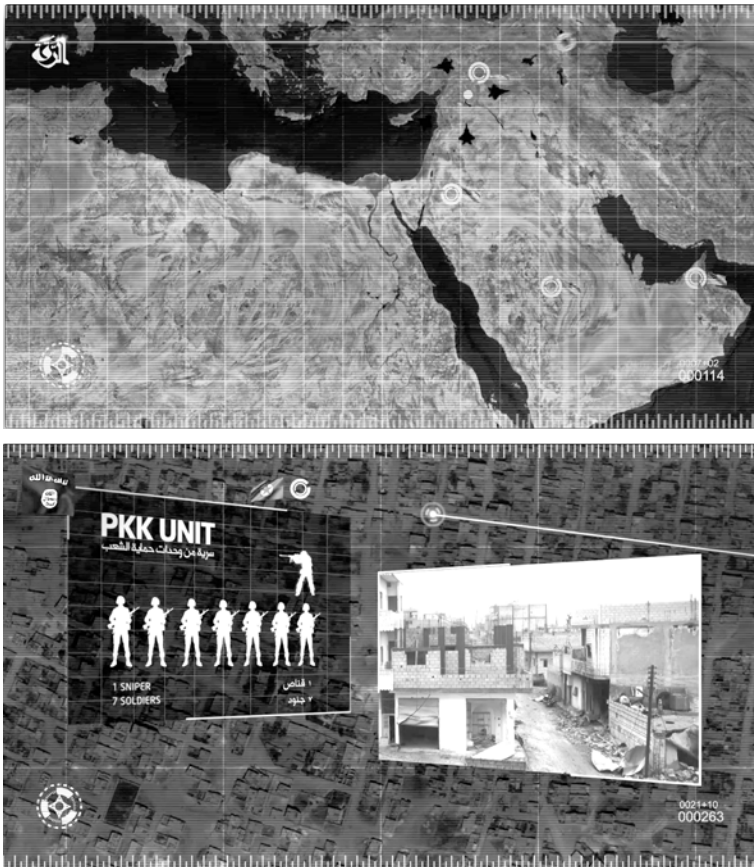 الرقة
000114
PKK UNIT
سرية من وحدات حماية الشعب
1 SNIPER
7 SOLDIERS
١ قناص
٧ جنود
0021+10
000263